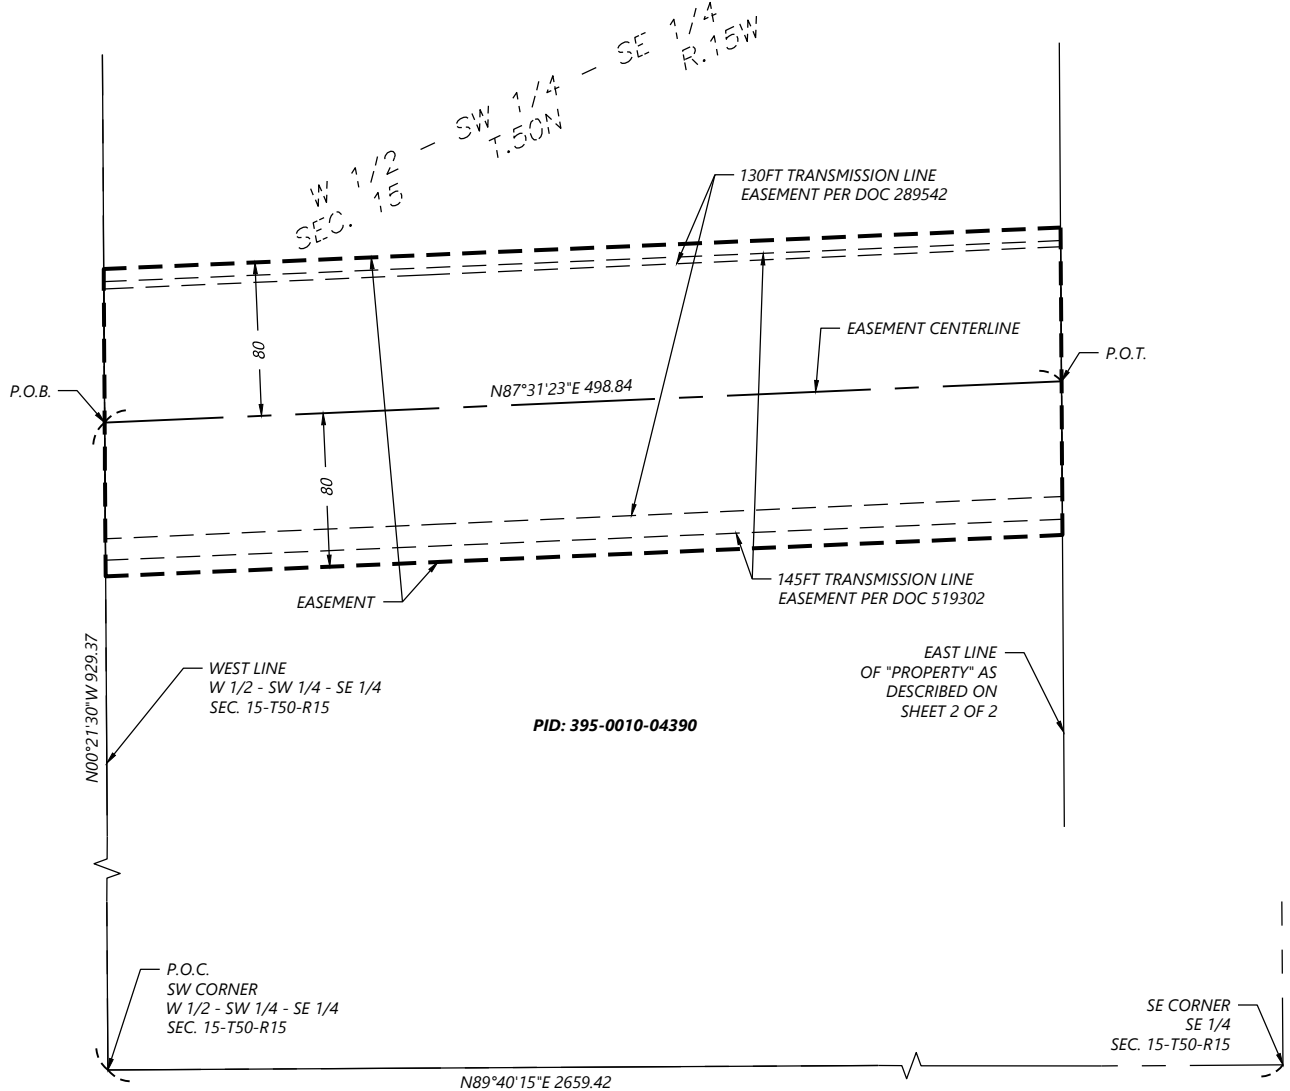 W 1/2 - SW 1/4 - SE 1/4
SEC. 15 T.50N R.15W
130FT TRANSMISSION LINE
EASEMENT PER DOC 289542
80
EASEMENT CENTERLINE
P.O.T.
P.O.B.
N87°31'23"E 498.84
80
145FT TRANSMISSION LINE
EASEMENT PER DOC 519302
EASEMENT
N00°21'30"W 929.37
WEST LINE
W 1/2 - SW 1/4 - SE 1/4
SEC. 15-T50-R15
EAST LINE
OF "PROPERTY" AS
DESCRIBED ON
SHEET 2 OF 2
PID: 395-0010-04390
P.O.C.
SW CORNER
W 1/2 - SW 1/4 - SE 1/4
SEC. 15-T50-R15
SE CORNER
SE 1/4
SEC. 15-T50-R15
N89°40'15"E 2659.42